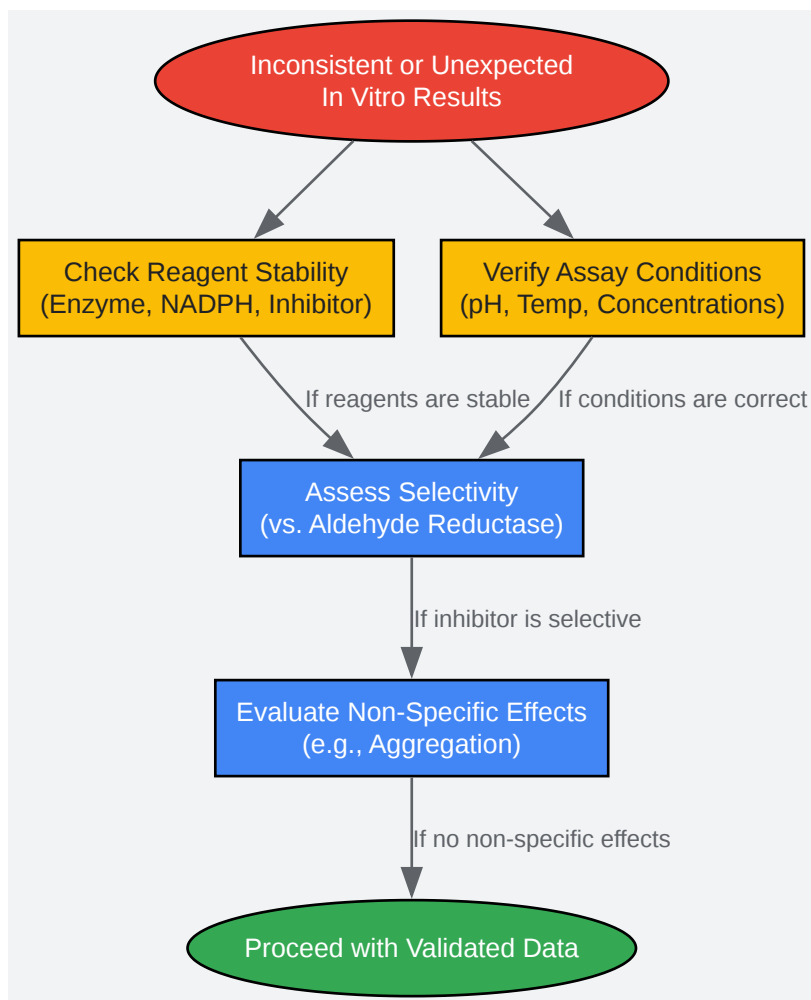 Inconsistent or Unexpected
In Vitro Results
Check Reagent Stability
(Enzyme, NADPH, Inhibitor)
Verify Assay Conditions
(pH, Temp, Concentrations)
If reagents are stable
If conditions are correct
Assess Selectivity
(vs. Aldehyde Reductase)
If inhibitor is selective
Evaluate Non-Specific Effects
(e.g., Aggregation)
If no non-specific effects
Proceed with Validated Data